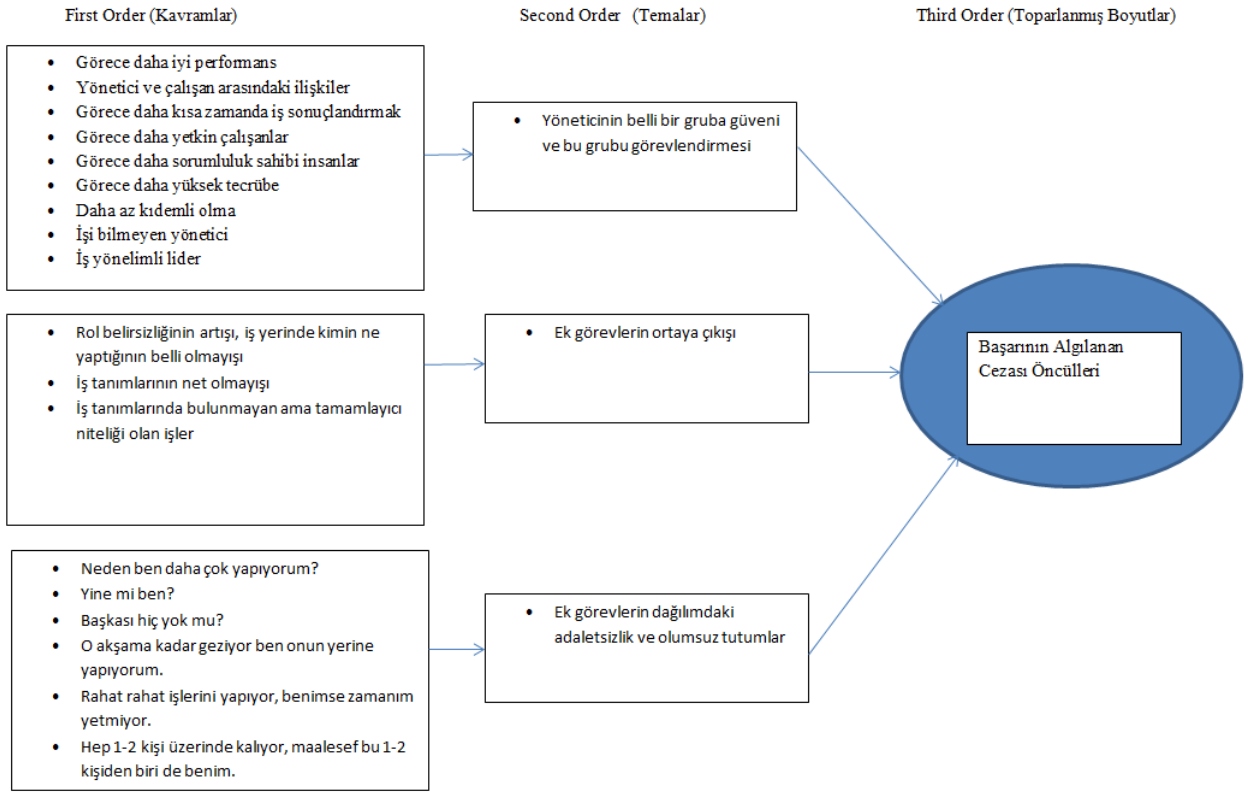 First Order (Kavramlar)
Second Order (Temalar)
Third Order (Toparlanmış Boyutlar)
• Görece daha iyi performans
• Yönetici ve çalışan arasındaki ilişkiler
• Görece daha kısa zamanda iş sonuçlandırmak
• Görece daha yetkin çalışanlar
• Görece daha sorumluluk sahibi insanlar
• Görece daha yüksek tecrübe
• Daha az kıdemli olma
• İşi bilmeyen yönetici
• İş yönelimli lider
• Yöneticinin belli bir gruba güveni
ve bu grubu görevlendirmesi
• Rol belirsizliğinin artışı, iş yerinde kimin ne
yaptığının belli olmayışı
• İş tanımlarının net olmayışı
• İş tanımlarında bulunmayan ama tamamlayıcı
niteliği olan işler
• Ek görevlerin ortaya çıkışı
Başarının Algılanan
Cezası Öncülleri
• Neden ben daha çok yapıyorum?
• Yine mi ben?
• Başkası hiç yok mu?
• O akşama kadar geziyor ben onun yerine
yapıyorum.
• Rahat rahat işlerini yapıyor, benimse zamanım
yetmiyor.
• Hep 1-2 kişi üzerinde kalıyor, maalesef bu 1-2
kişiden biri de benim.
• Ek görevlerin dağılımdaki
adaletsizlik ve olumsuz tutumlar